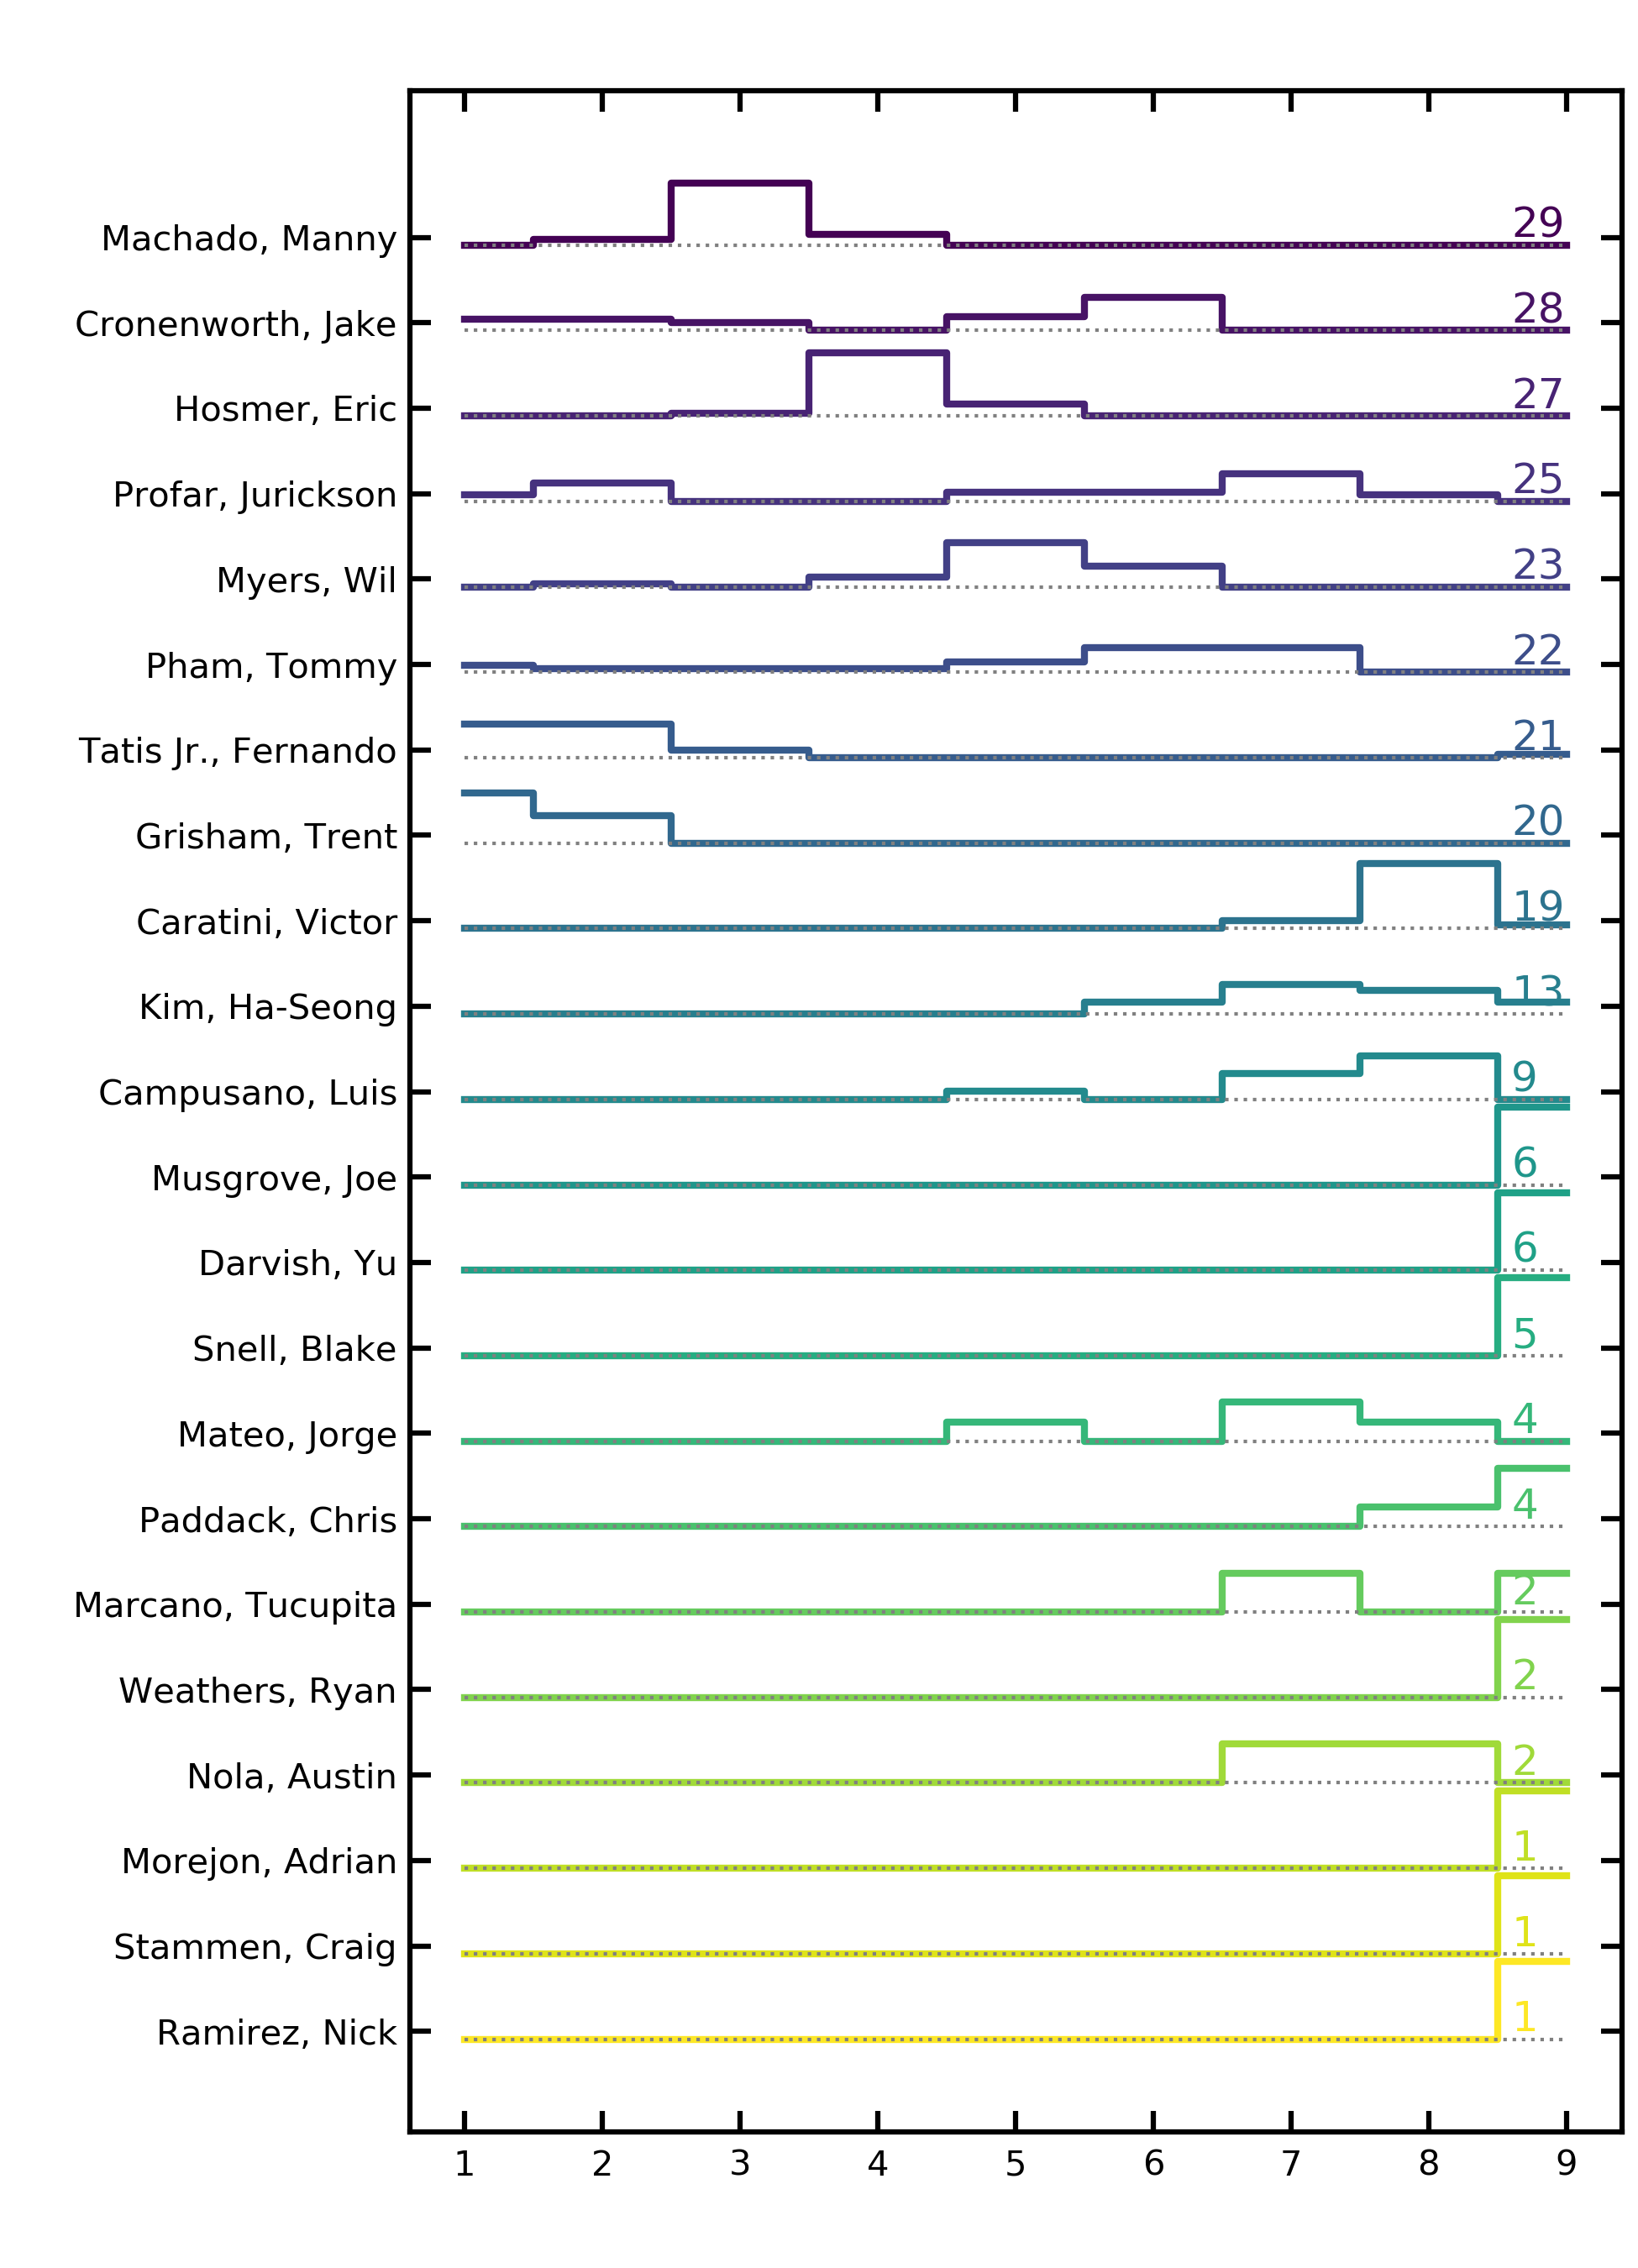 Machado, Manny 29
Cronenworth, Jake 28
Hosmer, Eric 27
Profar, Jurickson 25
Myers, Wil 23
Pham, Tommy 22
Tatis Jr., Fernando 21
Grisham, Trent 20
Caratini, Victor 19
Kim, Ha-Seong 13
Campusano, Luis 9
Musgrove, Joe 6
Darvish, Yu 6
Snell, Blake 5
Mateo, Jorge 4
Paddack, Chris 4
Marcano, Tucupita 2
Weathers, Ryan 2
Nola, Austin 2
Morejon, Adrian 1
Stammen, Craig 1
Ramirez, Nick 1
1 2 3 4 5 6 7 8 9